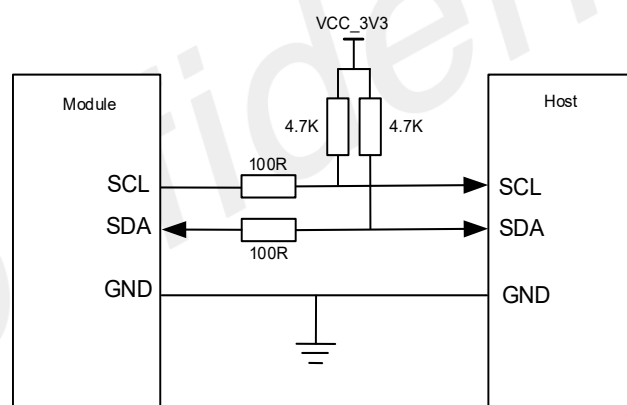 VCC_3V3
Module
Host
4.7K
4.7K
100R
SCL
SCL
SDA
SDA
100R
GND
GND